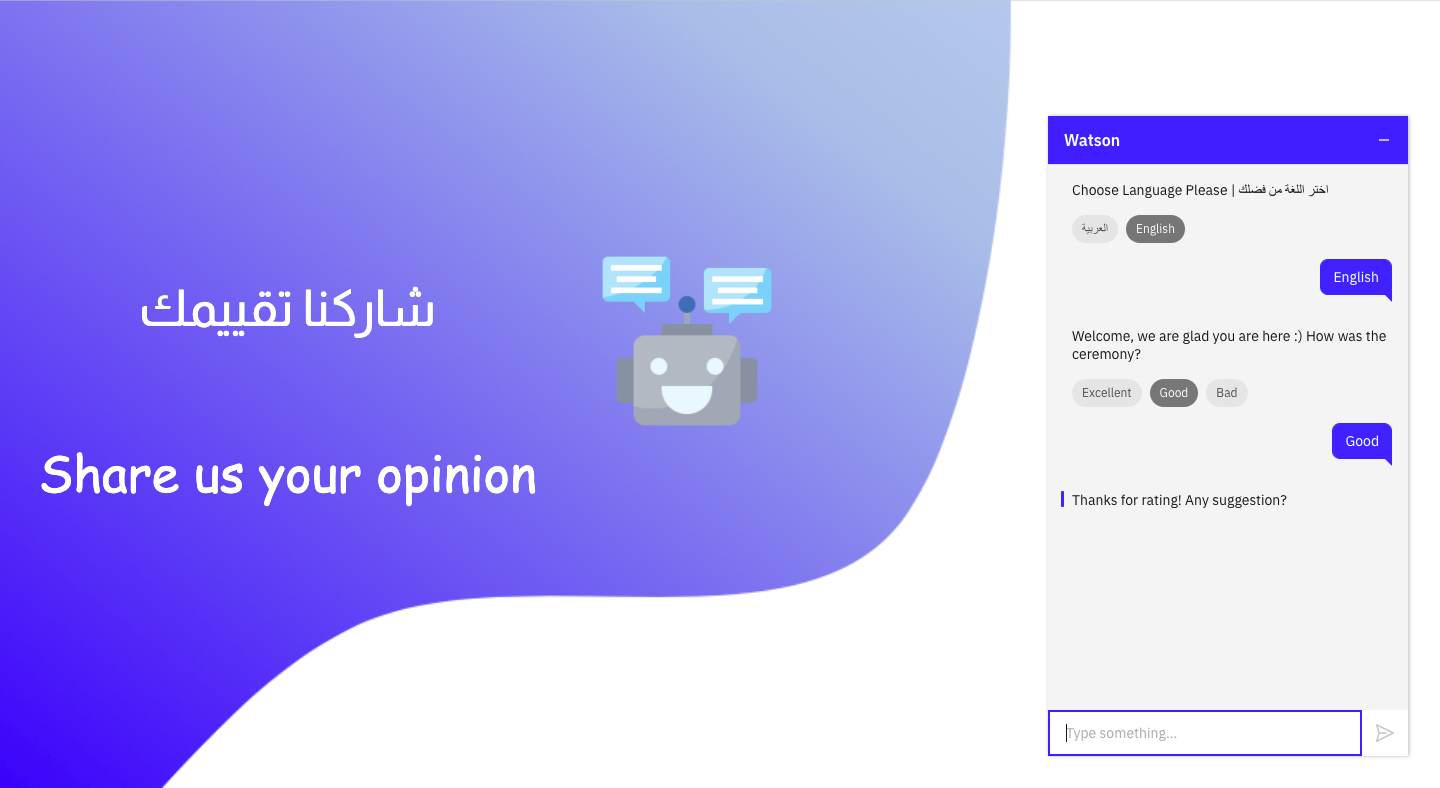 شاركنا تقييمك
Share us your opinion
Watson
Choose Language Please | اختر اللغة من فضلك
العربية
English
English
Welcome, we are glad you are here :) How was the
ceremony?
Excellent
Good
Bad
Good
Thanks for rating! Any suggestion?
Type something...